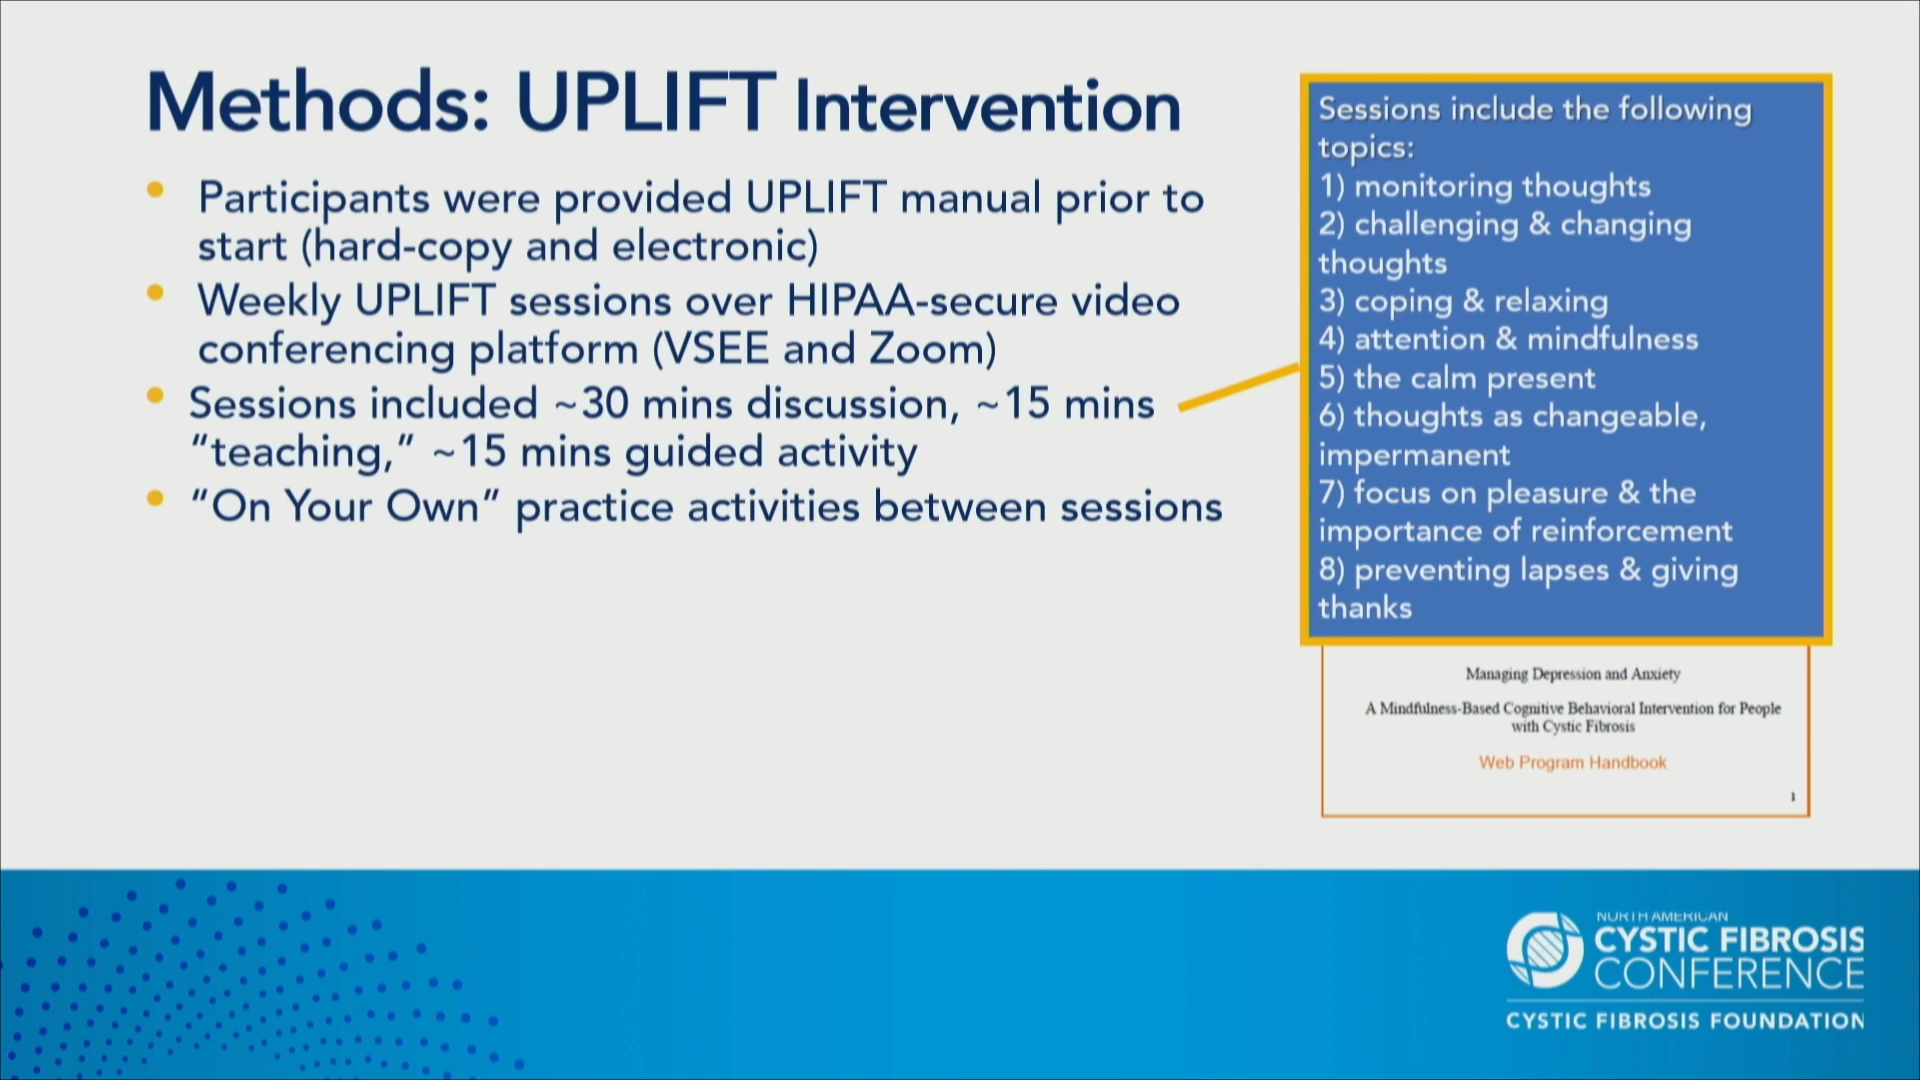 Methods: UPLIFT Intervention
Participants were provided UPLIFT manual prior to
start (hard-copy and electronic)
Weekly UPLIFT sessions over HIPAA-secure video
conferencing platform (VSEE and Zoom)
Sessions included ~30 mins discussion, ~15 mins
“teaching,” ~15 mins guided activity
“On Your Own” practice activities between sessions
Sessions include the following
topics:
1) monitoring thoughts
2) challenging & changing
thoughts
3) coping & relaxing
4) attention & mindfulness
5) the calm present
6) thoughts as changeable,
impermanent
7) focus on pleasure & the
importance of reinforcement
8) preventing lapses & giving
thanks
Managing Depression and Anxiety
A Mindfulness-Based Cognitive Behavioral Intervention for People
with Cystic Fibrosis
Web Program Handbook
1
NORTH AMERICAN
CYSTIC FIBROSIS
CONFERENCE
CYSTIC FIBROSIS FOUNDATION